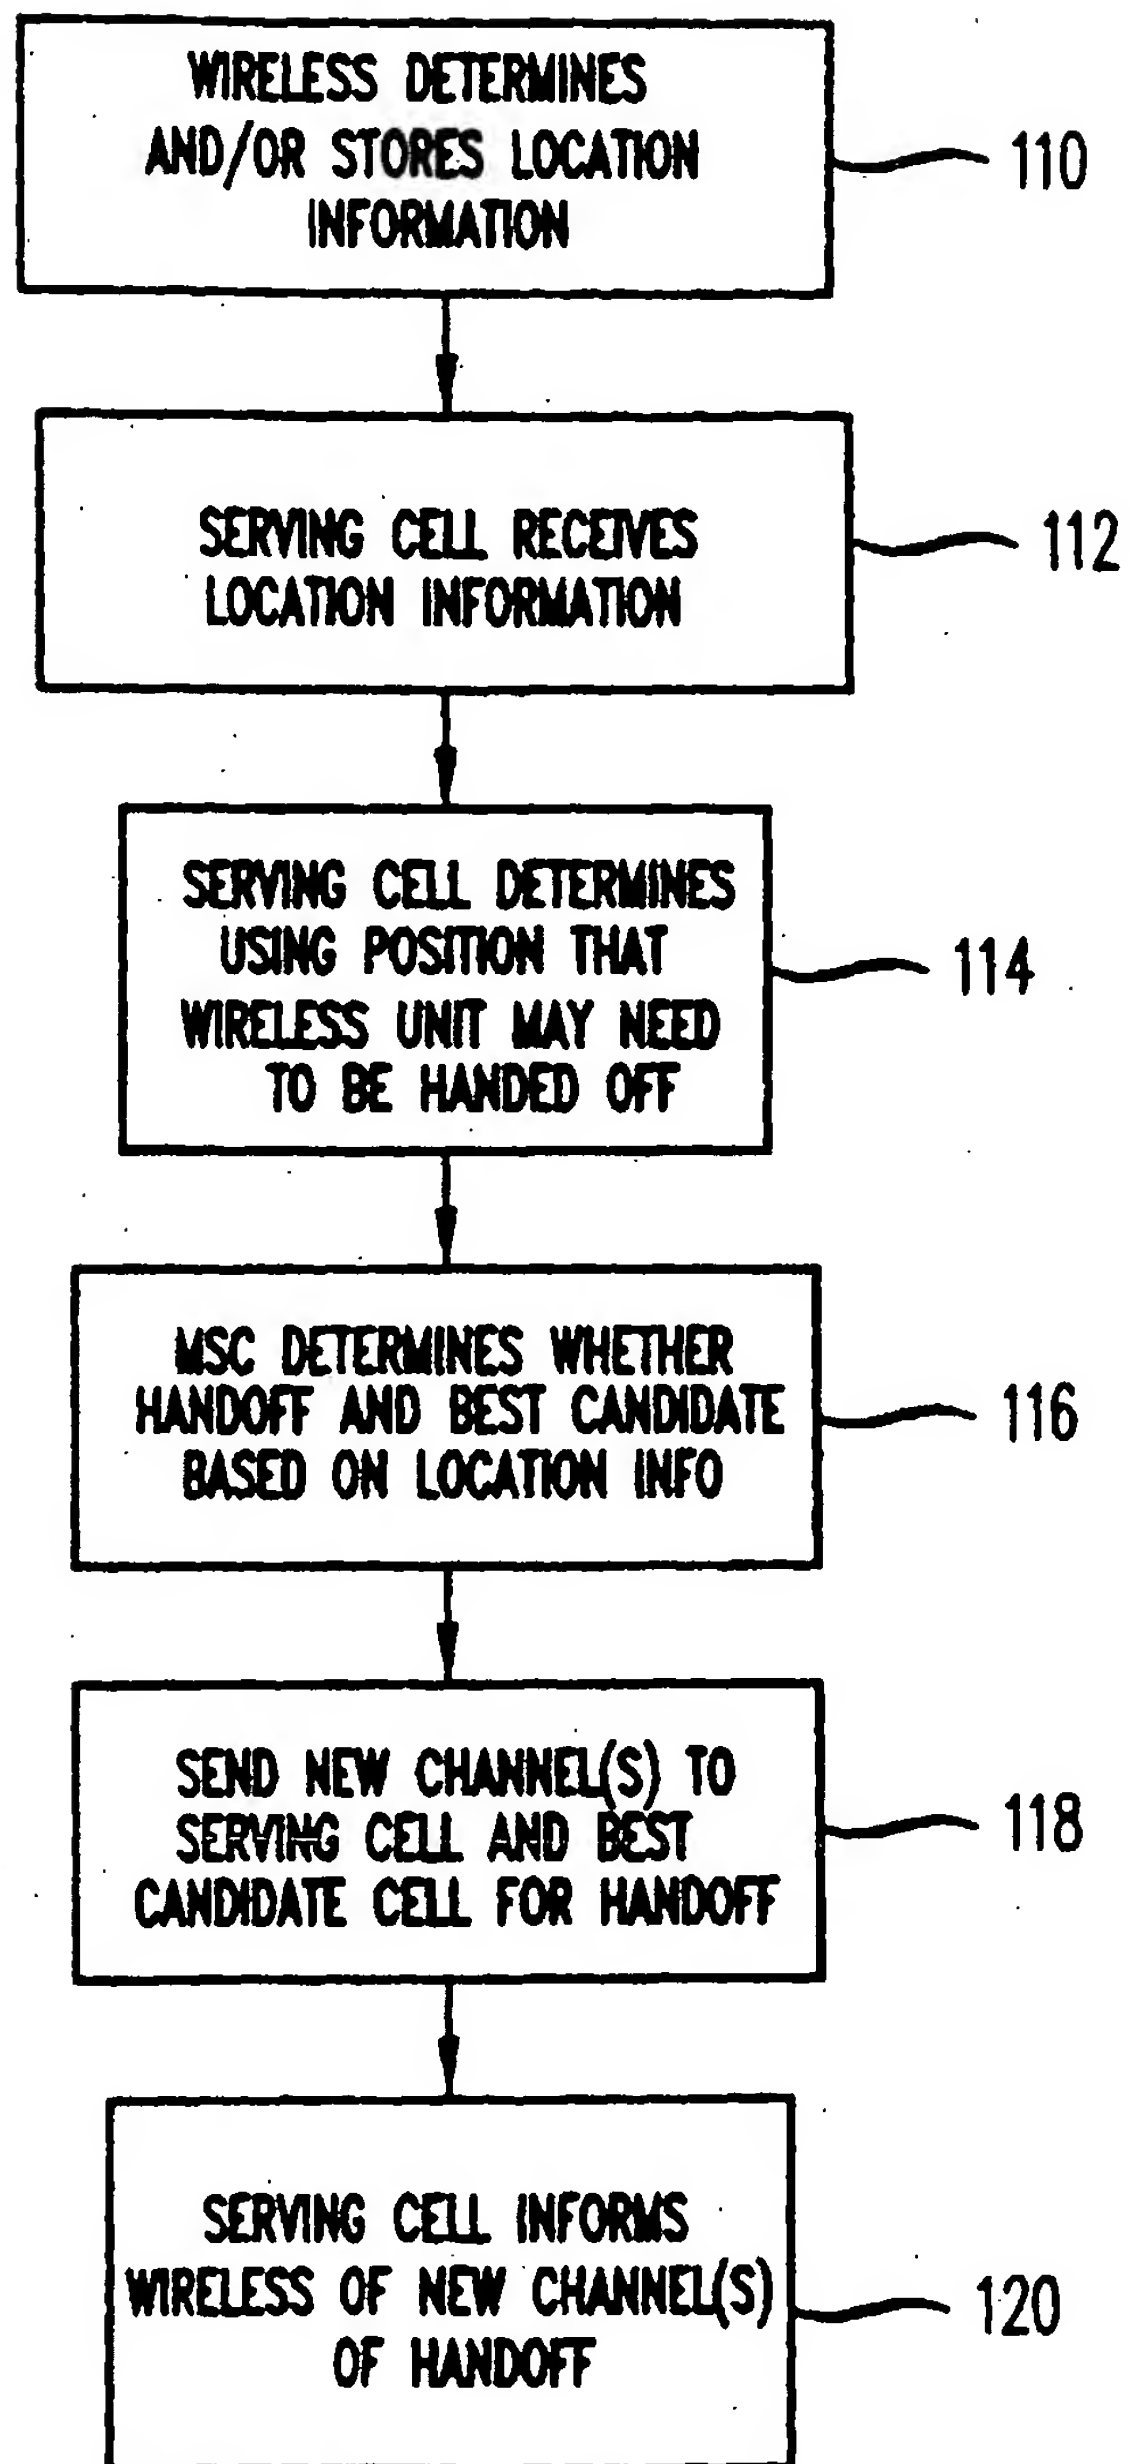 WIRELESS DETERMINES
AND/OR STORES LOCATION
INFORMATION
110
SERVING CELL RECEIVES
LOCATION INFORMATION
112
SERVING CELL DETERMINES
USING POSITION THAT
WIRELESS UNIT MAY NEED
TO BE HANDED OFF
114
MSC DETERMINES WHETHER
HANDOFF AND BEST CANDIDATE
BASED ON LOCATION INFO
116
SEND NEW CHANNEL(S) TO
SERVING CELL AND BEST
CANDIDATE CELL FOR HANDOFF
118
SERVING CELL INFORMS
WIRELESS OF NEW CHANNEL(S)
OF HANDOFF
120